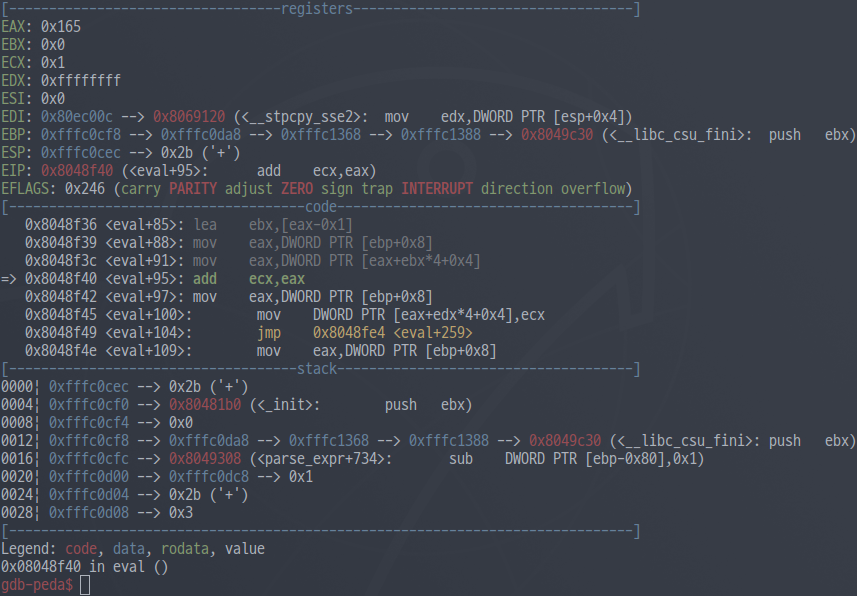 [-------------------------------registers--------------------------------]
EAX: 0x165
EBX: 0x0
ECX: 0x1
EDX: 0xffffffff
ESI: 0x0
EDI: 0x80ec00c --> 0x8069120 (<__stpcpy_sse2>:	mov    edx,DWORD PTR [esp+0x4])
EBP: 0xfffc0cf8 --> 0xfffc0da8 --> 0xfffc1368 --> 0xfffc1388 --> 0x8049c30 (<__libc_csu_fini>:	push   ebx)
ESP: 0xfffc0cec --> 0x2b ('+')
EIP: 0x8048f40 (<eval+95>:	add    ecx,eax)
EFLAGS: 0x246 (carry PARITY adjust ZERO sign trap INTERRUPT direction overflow)
[----------------------------------code----------------------------------]
   0x8048f36 <eval+85>:	lea    ebx,[eax-0x1]
   0x8048f39 <eval+88>:	mov    eax,DWORD PTR [ebp+0x8]
   0x8048f3c <eval+91>:	mov    eax,DWORD PTR [eax+ebx*4+0x4]
=> 0x8048f40 <eval+95>:	add    ecx,eax
   0x8048f42 <eval+97>:	mov    eax,DWORD PTR [ebp+0x8]
   0x8048f45 <eval+100>:	mov    DWORD PTR [eax+edx*4+0x4],ecx
   0x8048f49 <eval+104>:	jmp    0x8048fe4 <eval+259>
   0x8048f4e <eval+109>:	mov    eax,DWORD PTR [ebp+0x8]
[---------------------------------stack----------------------------------]
0000| 0xfffc0cec --> 0x2b ('+')
0004| 0xfffc0cf0 --> 0x80481b0 (<_init>:	push   ebx)
0008| 0xfffc0cf4 --> 0x0
0012| 0xfffc0cf8 --> 0xfffc0da8 --> 0xfffc1368 --> 0xfffc1388 --> 0x8049c30 (<__libc_csu_fini>:	push   ebx)
0016| 0xfffc0cfc --> 0x8049308 (<parse_expr+734>:	sub    DWORD PTR [ebp-0x80],0x1)
0020| 0xfffc0d00 --> 0xfffc0dc8 --> 0x1
0024| 0xfffc0d04 --> 0x2b ('+')
0028| 0xfffc0d08 --> 0x3
[------------------------------------------------------------------------]
Legend: code, data, rodata, value
0x08048f40 in eval ()
gdb-peda$